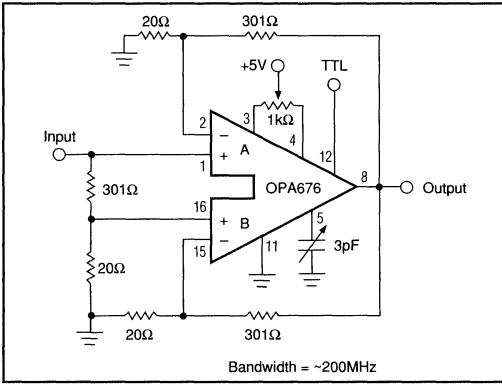 20Ω 301Ω
+5V TTL
1kΩ
2 3 4 12
− A
Input
+ 1
8
OPA676 Output
301Ω
16 + B
15 −
5
11 3pF
20Ω
20Ω 301Ω
Bandwidth = ~200MHz